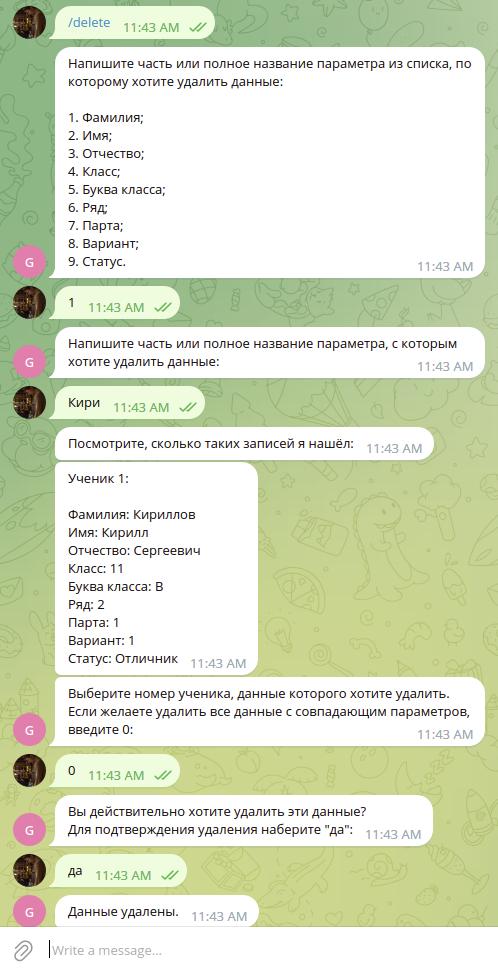 /delete 11:43 AM
Напишите часть или полное название параметра из списка, по
которому хотите удалить данные:
1. Фамилия;
2. Имя;
3. Отчество;
4. Класс;
5. Буква класса;
6. Ряд;
7. Парта;
8. Вариант;
9. Статус.
11:43 AM
G
1 11:43 AM
Напишите часть или полное название параметра, с которым
хотите удалить данные:
11:43 AM
G
Кири 11:43 AM
Посмотрите, сколько таких записей я нашёл: 11:43 AM
Ученик 1:
Фамилия: Кириллов
Имя: Кирилл
Отчество: Сергеевич
Класс: 11
Буква класса: В
Ряд: 2
Парта: 1
Вариант: 1
Статус: Отличник 11:43 AM
Выберите номер ученика, данные которого хотите удалить.
Если желаете удалить все данные с совпадающим параметров,
введите 0:
11:43 AM
G
0 11:43 AM
Вы действительно хотите удалить эти данные?
Для подтверждения удаления наберите "да": 11:43 AM
G
да 11:43 AM
G
Данные удалены. 11:43 AM
Write a message...